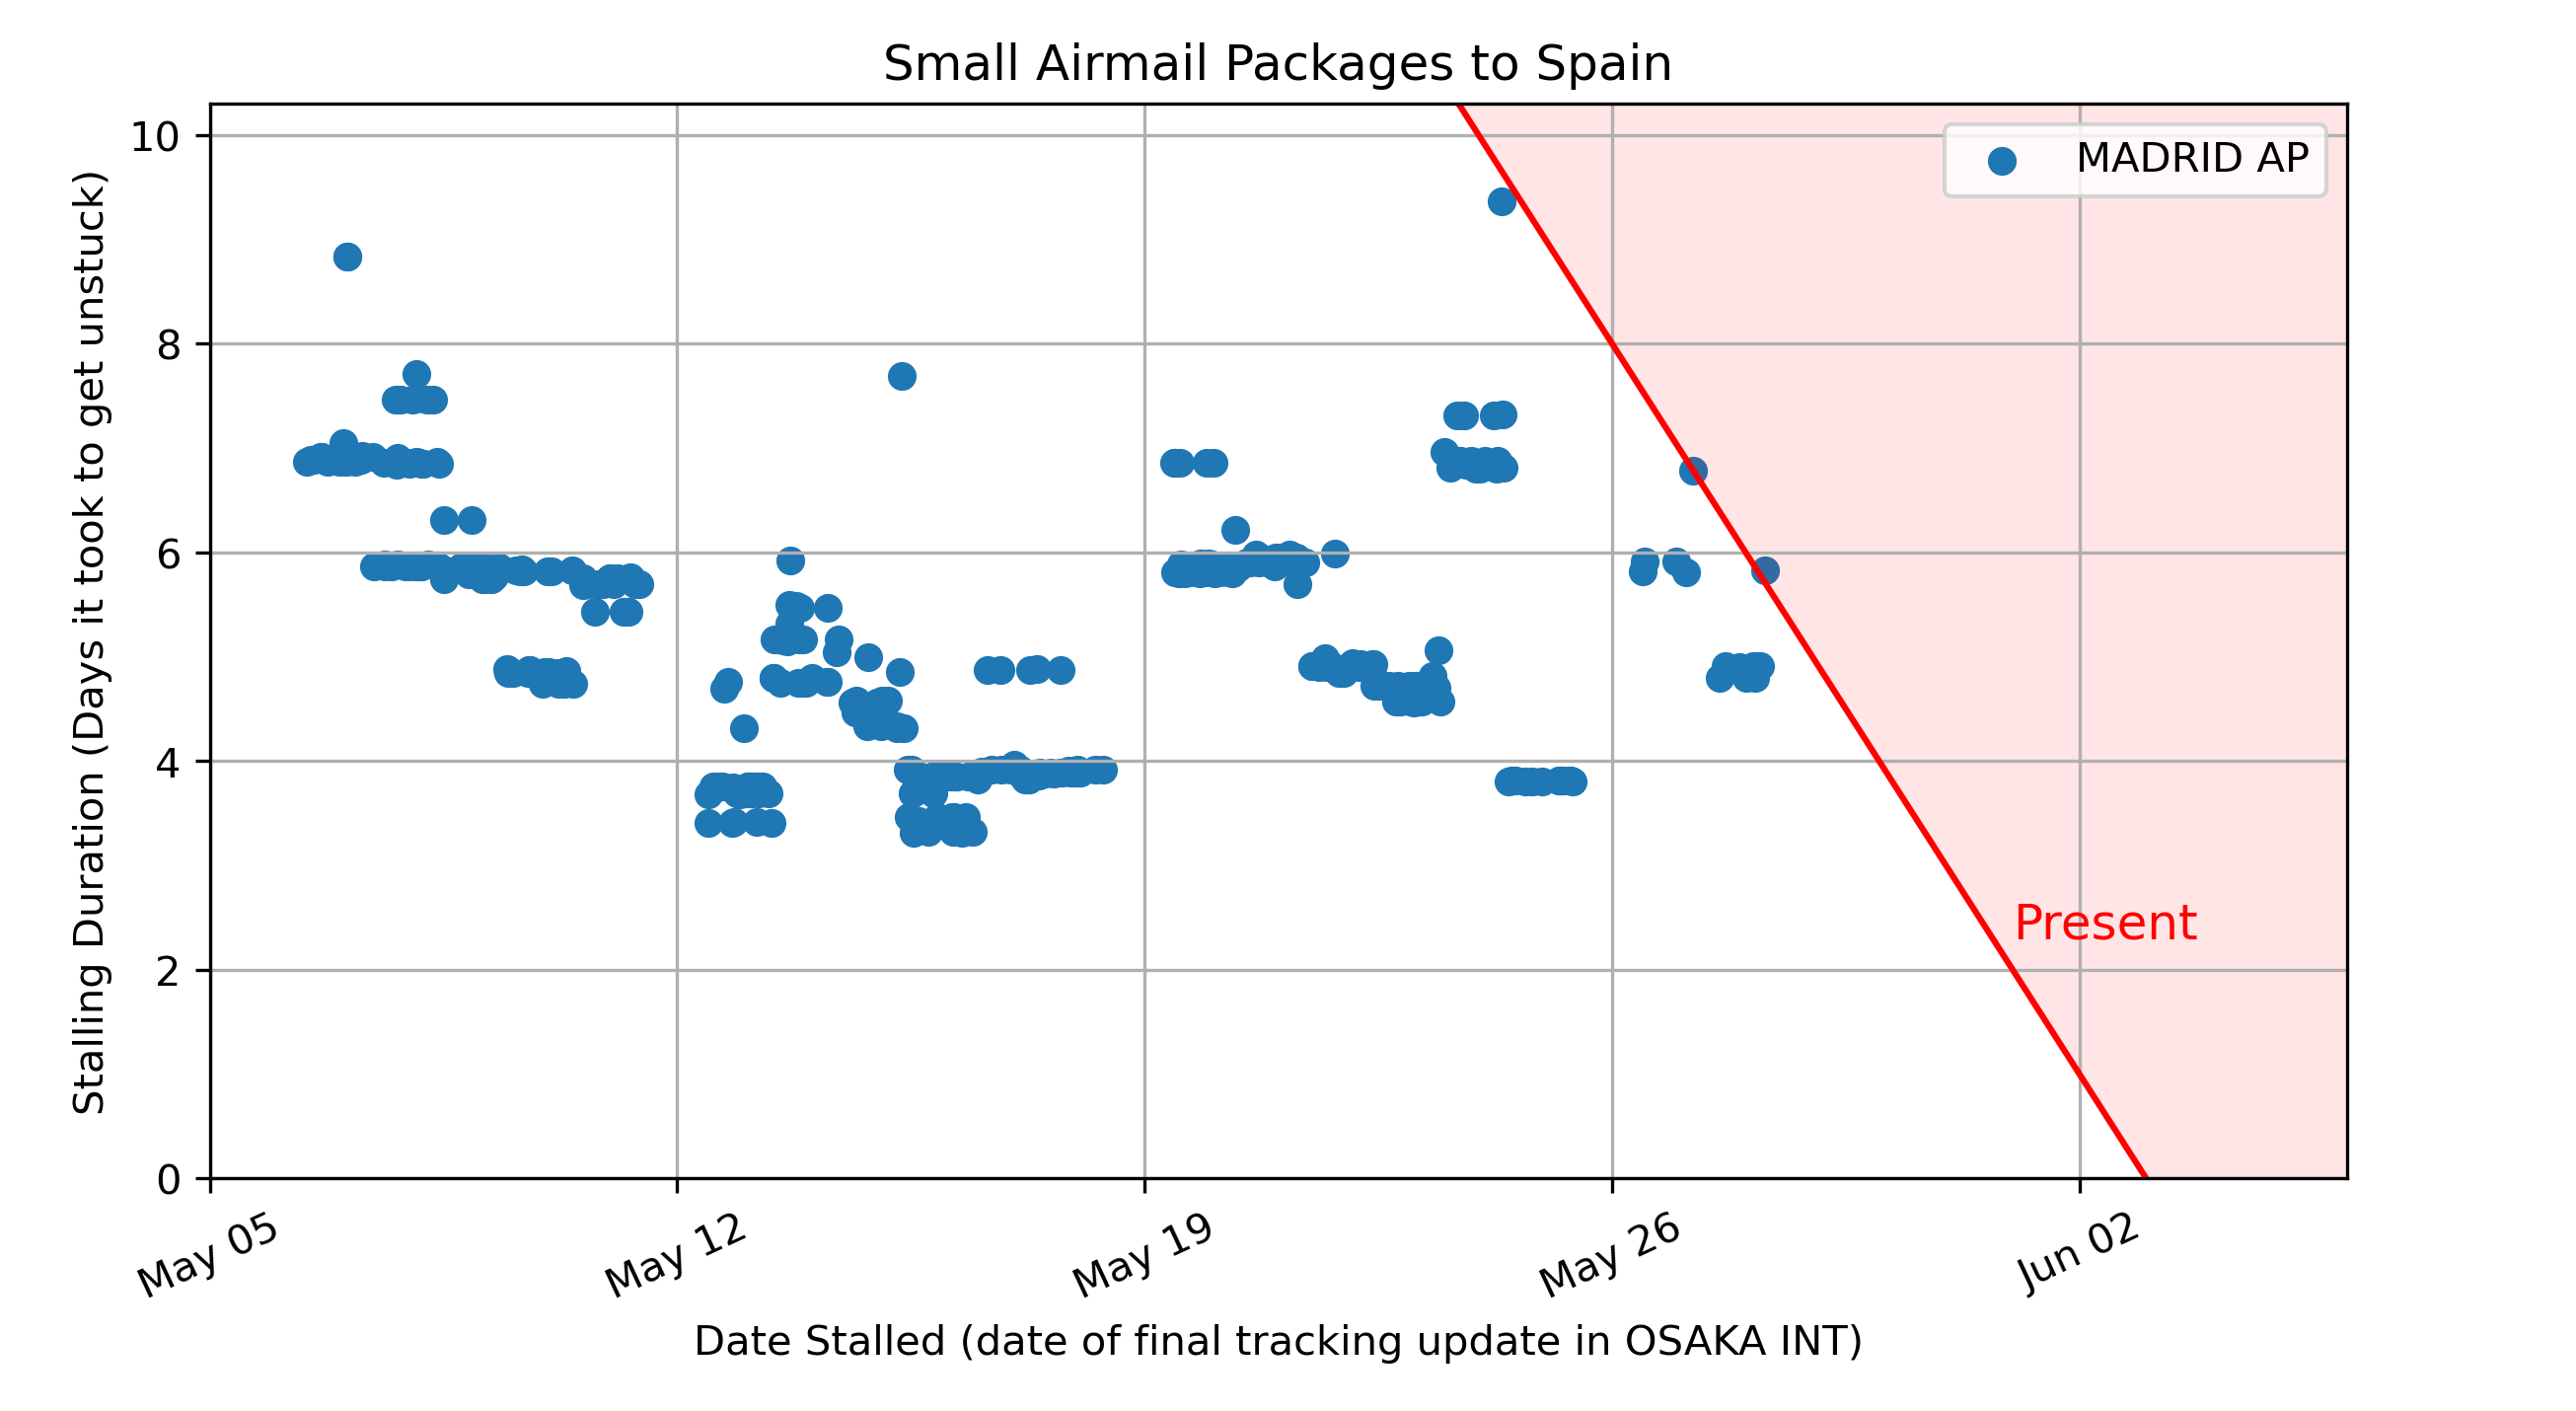 Small Airmail Packages to Spain
MADRID AP
Stalling Duration (Days it took to get unstuck)
10
8
6
4
2
0
Present
May 05
May 12
May 19
May 26
Jun 02
Date Stalled (date of final tracking update in OSAKA INT)